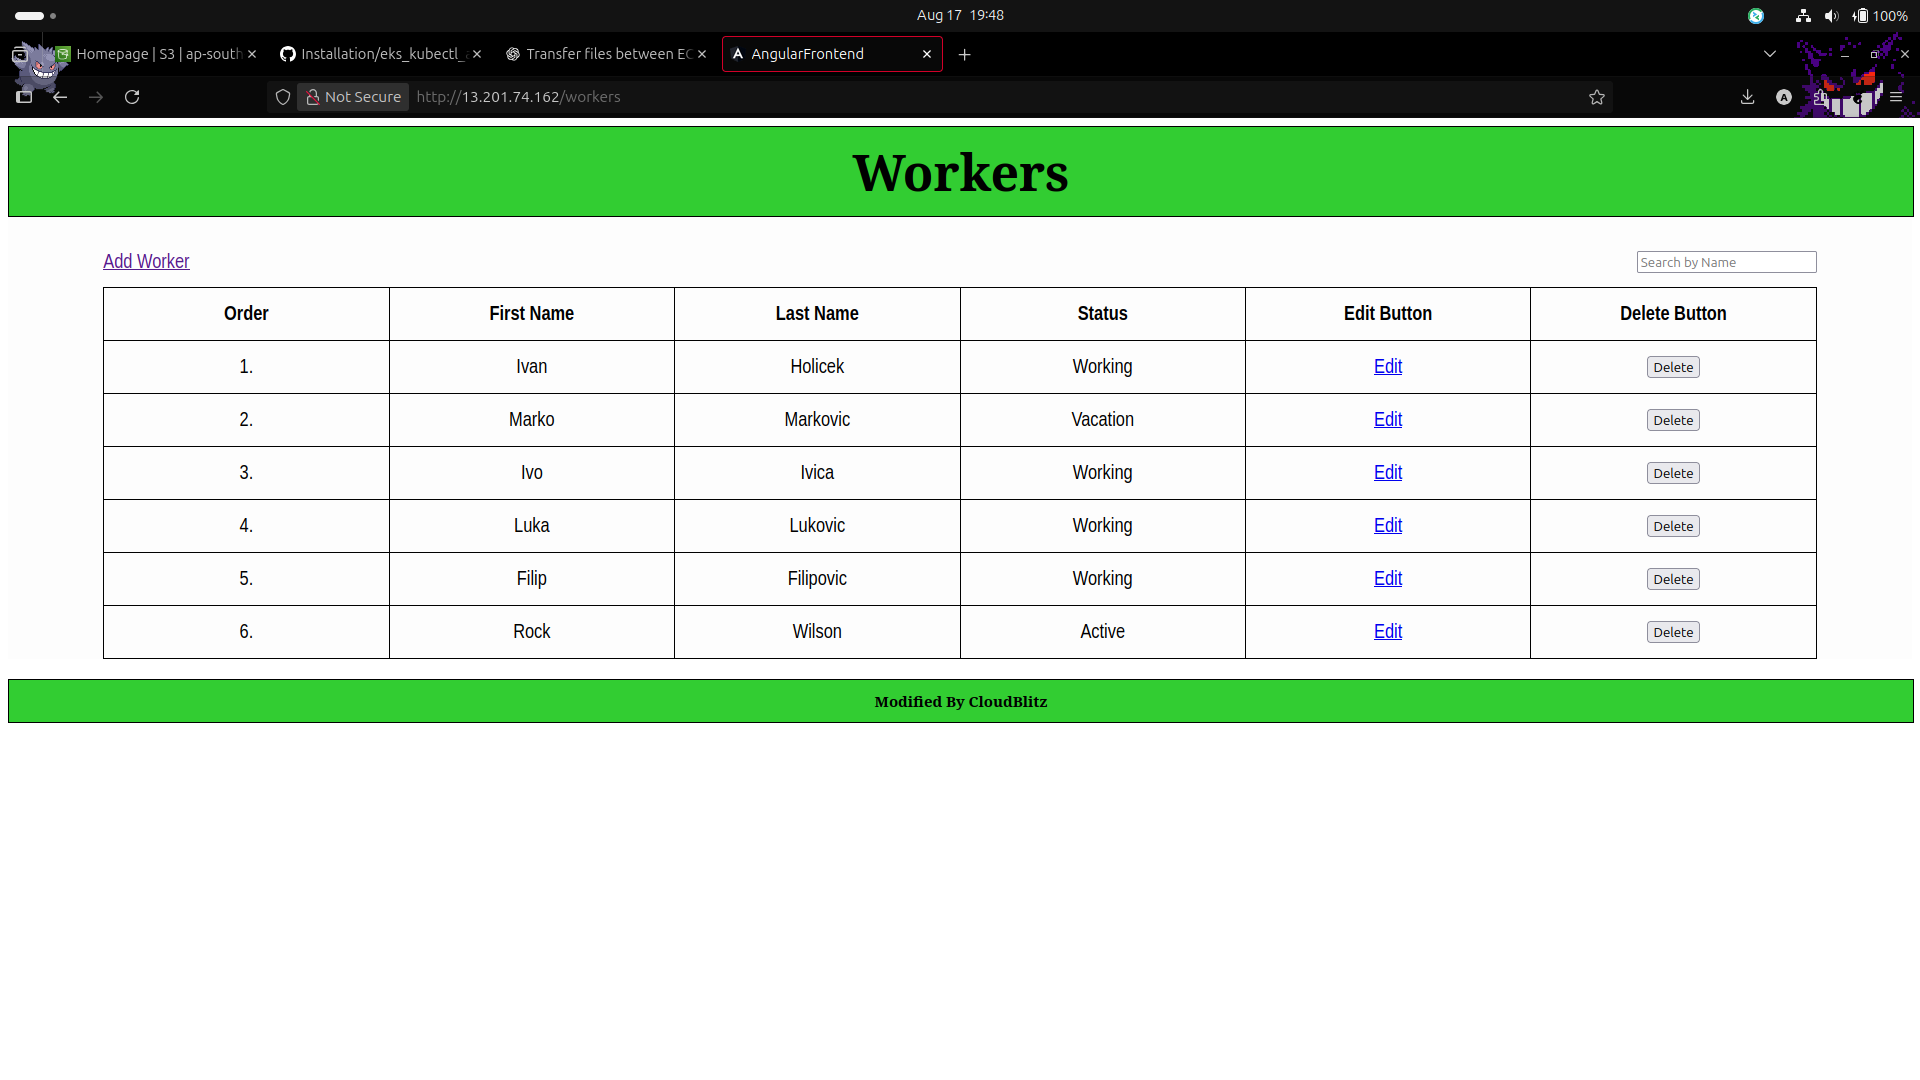 Aug 17 19:48
100%
Homepage | S3 | ap-south
Installation/eks_kubectl_
Transfer files between EC
AngularFrontend
Not Secure
http://13.201.74.162/workers
Workers
Add Worker
Search by Name
Order First Name Last Name Status Edit Button Delete Button
1. Ivan Holicek Working Edit Delete
2. Marko Markovic Vacation Edit Delete
3. Ivo Ivica Working Edit Delete
4. Luka Lukovic Working Edit Delete
5. Filip Filipovic Working Edit Delete
6. Rock Wilson Active Edit Delete
Modified By CloudBlitz